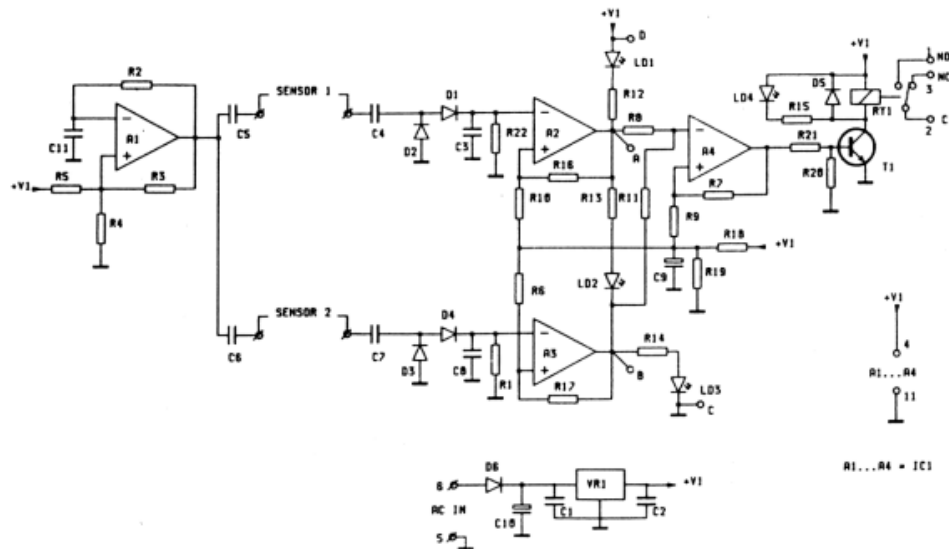 +V1
D
LD1
R12
R2
C11
A1
R5
+V1
R3
R4
C5
SENSOR 1
C4
D1
D2
C3
R22
A2
R16
R10
R8
A
R13
R11
A4
R7
R9
R18
+V1
C9
R19
+V1
LD4
D5
R15
RY1
1
NO
NC
3
C
2
R21
R20
T1
R6
LD2
C6
SENSOR 2
C7
D4
D3
C8
R1
A3
R17
B
R14
LD3
C
+V1
4
A1...A4
11
A1...A4 = IC1
6
D6
AC IN
C10
C1
VR1
C2
+V1
5